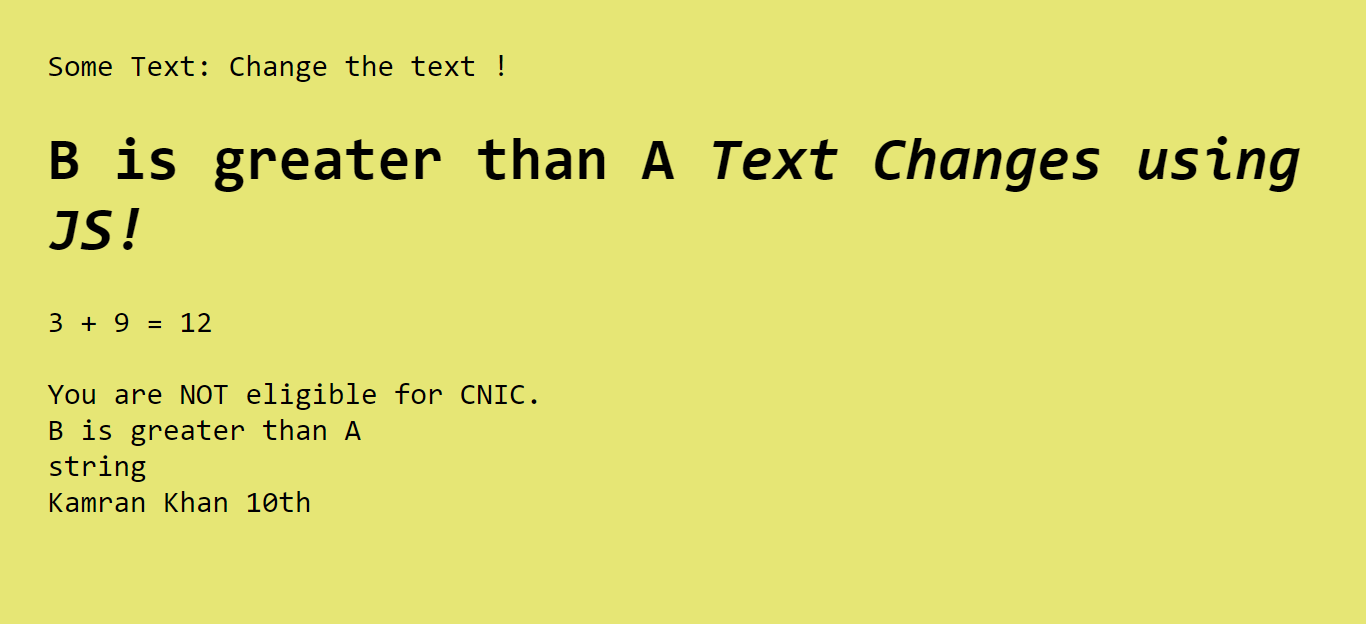 Some Text: Change the text !
B is greater than A Text Changes using
JS!
3 + 9 = 12
You are NOT eligible for CNIC.
B is greater than A
string
Kamran Khan 10th